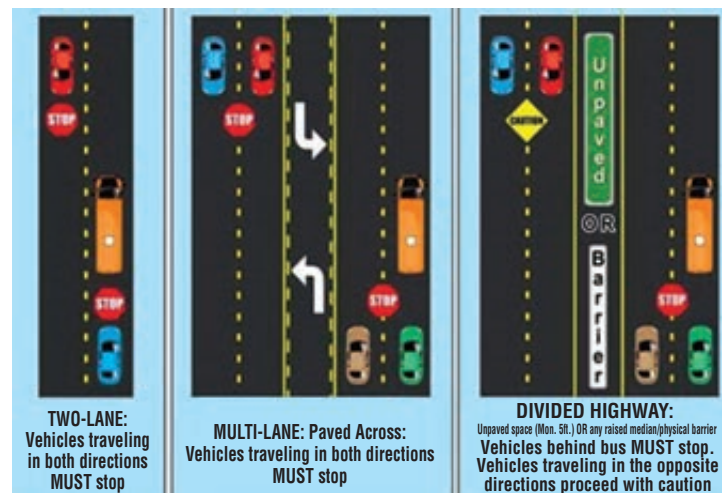 STOP
STOP
TWO-LANE:
Vehicles traveling
in both directions
MUST stop
STOP
STOP
MULTI-LANE: Paved Across:
Vehicles traveling in both directions
MUST stop
CAUTION
Unpaved
OR
Barrier
STOP
DIVIDED HIGHWAY:
Unpaved space (Mon. 5ft.) OR any raised median/physical barrier
Vehicles behind bus MUST stop.
Vehicles traveling in the opposite
directions proceed with caution